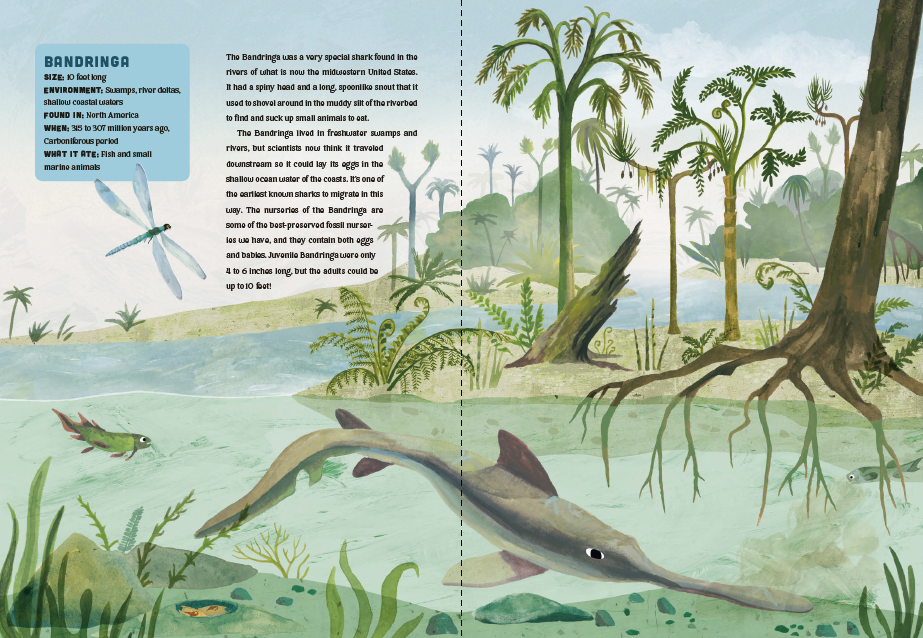 BANDRINGA
SIZE: 10 feet long
ENVIRONMENT: Swamps, river deltas,
shallow coastal waters
FOUND IN: North America
WHEN: 315 to 307 million years ago,
Carboniferous period
WHAT IT ATE: Fish and small
marine animals
The Bandringa was a very special shark found in the
rivers of what is now the midwestern United States.
It had a spiny head and a long, spoonlike snout that it
used to shovel around in the muddy silt of the riverbed
to find and suck up small animals to eat.
The Bandringa lived in freshwater swamps and
rivers, but scientists now think it traveled
downstream so it could lay its eggs in the
shallow ocean water of the coasts. It's one of
the earliest known sharks to migrate in this
way. The nurseries of the Bandringa are
some of the best-preserved fossil nurser-
ies we have, and they contain both eggs
and babies. Juvenile Bandringa were only
4 to 6 inches long, but the adults could be
up to 10 feet!